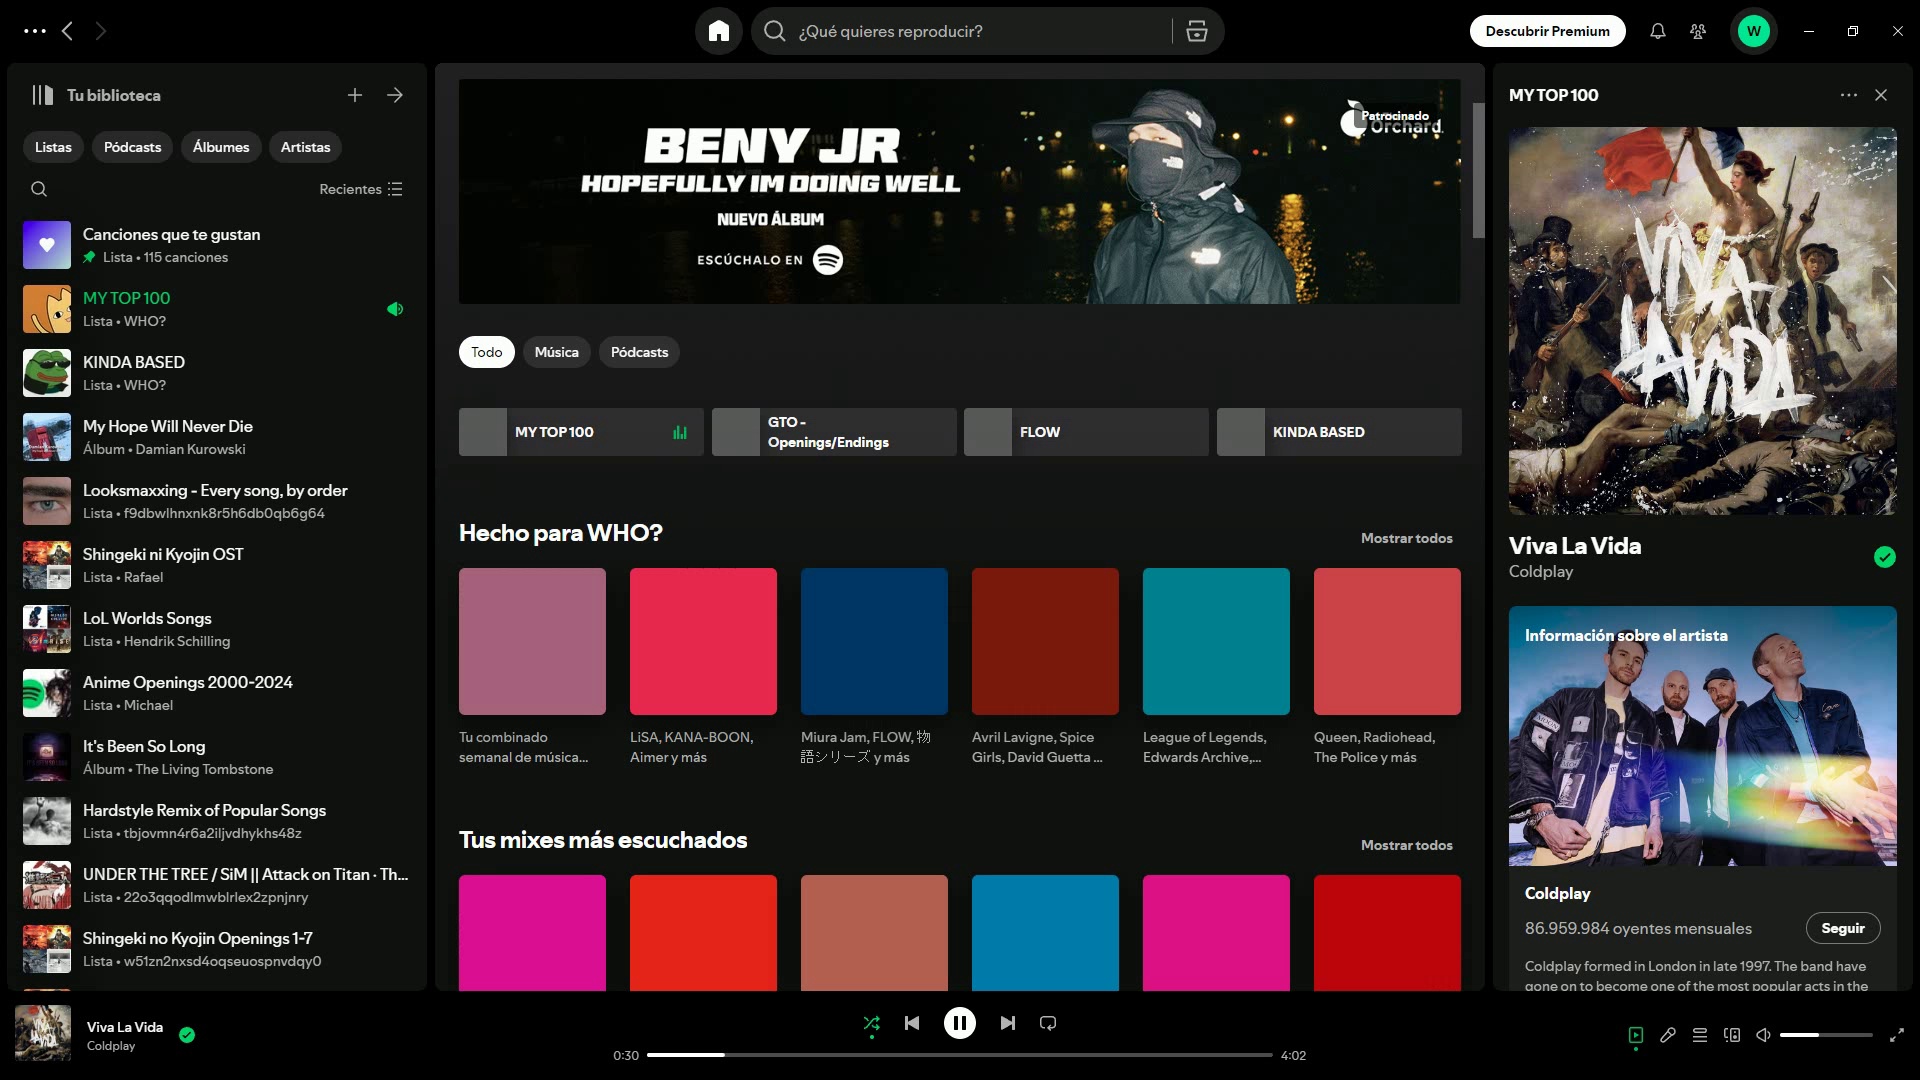 ¿Qué quieres reproducir?
Descubrir Premium
W
Tu biblioteca
Listas
Pódcasts
Álbumes
Artistas
Recientes
Canciones que te gustan
Lista • 115 canciones
MY TOP 100
Lista • WHO?
KINDA BASED
Lista • WHO?
My Hope Will Never Die
Álbum • Damian Kurowski
Looksmaxxing - Every song, by order
Lista • f9dbwlhnxnk8r5h6db0qb6g64
Shingeki ni Kyojin OST
Lista • Rafael
LoL Worlds Songs
Lista • Hendrik Schilling
Anime Openings 2000-2024
Lista • Michael
It's Been So Long
Álbum • The Living Tombstone
Hardstyle Remix of Popular Songs
Lista • tbjovmn4r6a2iljvdhykhs48z
UNDER THE TREE / SiM || Attack on Titan · Th...
Lista • 22o3qqodlmwblrlex2zpnjnry
Shingeki no Kyojin Openings 1-7
Lista • w51zn2nxsd4oqseuospnvdqy0
BENY JR
HOPEFULLY IM DOING WELL
NUEVO ÁLBUM
ESCÚCHALO EN
Patrocinado
Orchard
Todo
Música
Pódcasts
MY TOP 100
GTO -
Openings/Endings
FLOW
KINDA BASED
Hecho para WHO?
Mostrar todos
Tu combinado
semanal de música...
LiSA, KANA-BOON,
Aimer y más
Miura Jam, FLOW, 物
語シリーズ y más
Avril Lavigne, Spice
Girls, David Guetta ...
League of Legends,
Edwards Archive,...
Queen, Radiohead,
The Police y más
Tus mixes más escuchados
Mostrar todos
MY TOP 100
VIVA
LA VIDA
Viva La Vida
Coldplay
Información sobre el artista
Coldplay
86.959.984 oyentes mensuales
Seguir
Coldplay formed in London in late 1997. The band have
gone on to become one of the most popular acts in the
Viva La Vida
Coldplay
0:30
4:02